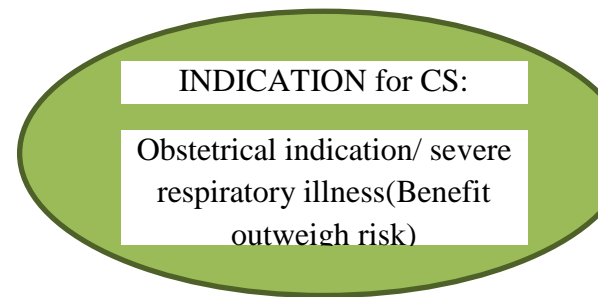 INDICATION for CS:
Obstetrical indication/ severe
respiratory illness(Benefit
outweigh risk)